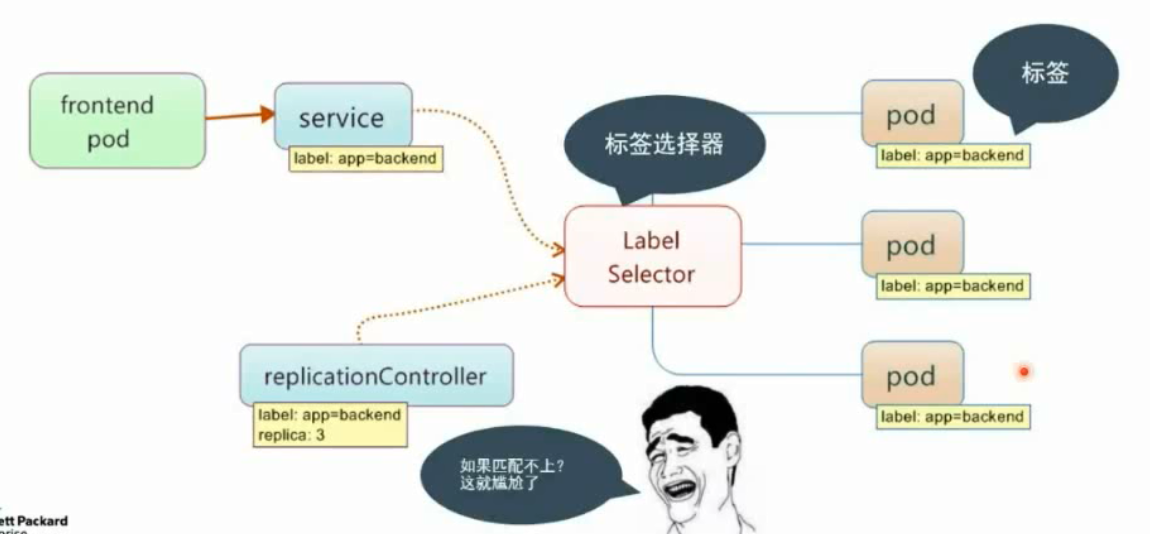 标签
frontend
pod
service
label: app=backend
标签选择器
pod
label: app=backend
Label
Selector
pod
label: app=backend
replicationController
label: app=backend
replica: 3
pod
label: app=backend
如果匹配不上?
这就尴尬了
ett Packard